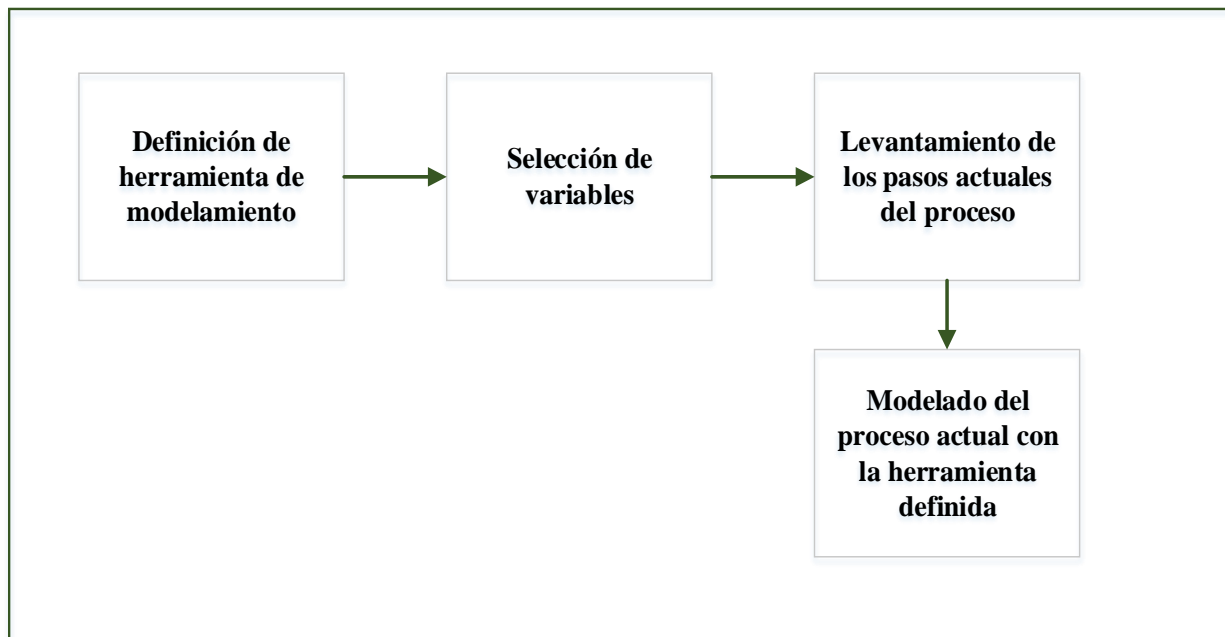 Definición de
herramienta de
modelamiento
Selección de
variables
Levantamiento de
los pasos actuales
del proceso
Modelado del
proceso actual con
la herramienta
definida